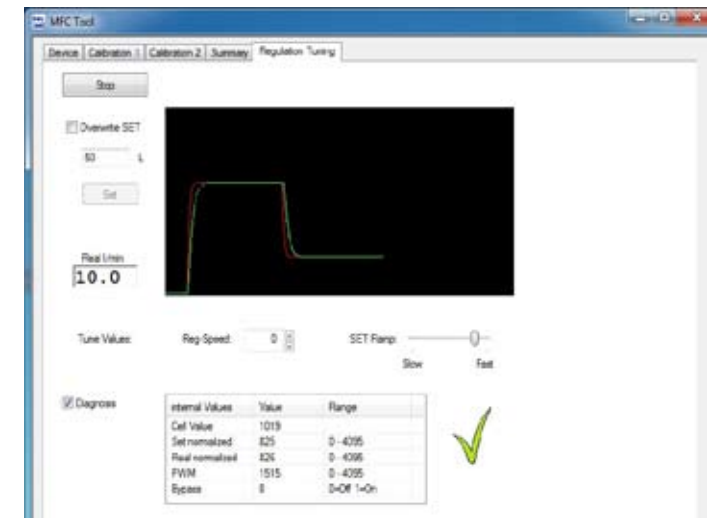 MFC Tool
Device Calibration 1 Calibration 2 Summary Regulation Tuning
Stop
Overwrite SET
50 L
Set
Real l/min
10.0
Tune Values: Reg-Speed: 0 SET Ramp:
Slow Fast
Diagnosis
internal Values Value Range
Cell Value 1019
Set normalized 825 0 - 4095
Real normalized 826 0 - 4095
PWM 1515 0 - 4095
Bypass 0 0=Off 1=On